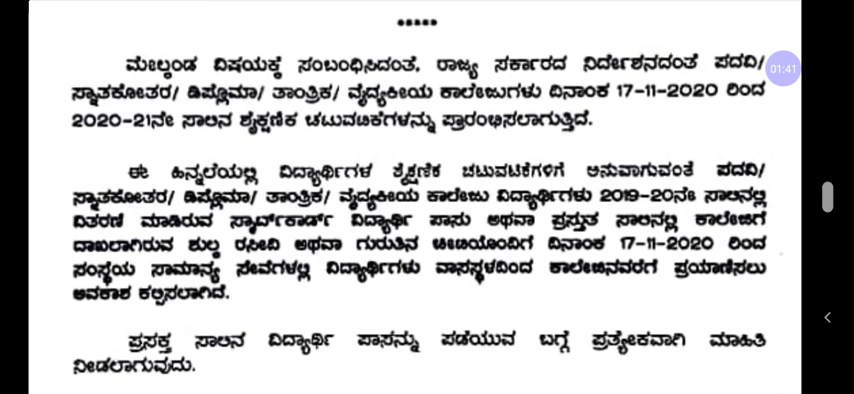 •••••
01:41
ಮೇಲ್ಕಂಡ ವಿಷಯಕ್ಕೆ ಸಂಬಂಧಿಸಿದಂತೆ, ರಾಜ್ಯ ಸರ್ಕಾರದ ನಿರ್ದೇಶನದಂತೆ ಪದವಿ/
ಸ್ನಾತಕೋತರ/ ಡಿಪ್ಲೊಮಾ/ ತಾಂತ್ರಿಕ/ ವೈದ್ಯಕೀಯ ಕಾಲೇಜುಗಳು ದಿನಾಂಕ 17-11-2020 ರಿಂದ
2020-21ನೇ ಸಾಲಿನ ಶೈಕ್ಷಣಿಕ ಚಟುವಟಿಕೆಗಳನ್ನು ಪ್ರಾರಂಭಿಸಲಾಗುತ್ತಿದೆ.
ಈ ಹಿನ್ನಲೆಯಲ್ಲಿ ವಿದ್ಯಾರ್ಥಿಗಳ ಶೈಕ್ಷಣಿಕ ಚಟುವಟಿಕೆಗಳಿಗೆ ಅನುವಾಗುವಂತೆ ಪದವಿ/
ಸ್ನಾತಕೋತರ/ ಡಿಪ್ಲೊಮಾ/ ತಾಂತ್ರಿಕ/ ವೈದ್ಯಕೀಯ ಕಾಲೇಜು ವಿದ್ಯಾರ್ಥಿಗಳು 2019-20ನೇ ಸಾಲಿನಲ್ಲಿ
ವಿತರಣೆ ಮಾಡಿರುವ ಸ್ಮಾರ್ಟ್‌ಕಾರ್ಡ್ ವಿದ್ಯಾರ್ಥಿ ಪಾಸು ಅಥವಾ ಪ್ರಸ್ತುತ ಸಾಲಿನಲ್ಲಿ ಕಾಲೇಜಿಗೆ
ದಾಖಲಾಗಿರುವ ಶುಲ್ಕ ರಸೀದಿ ಅಥವಾ ಗುರುತಿನ ಚೀಟಿಯೊಂದಿಗೆ ದಿನಾಂಕ 17-11-2020 ರಿಂದ
ಸಂಸ್ಥೆಯ ಸಾಮಾನ್ಯ ಸೇವೆಗಳಲ್ಲಿ ವಿದ್ಯಾರ್ಥಿಗಳು ವಾಸಸ್ಥಳದಿಂದ ಕಾಲೇಜಿನವರೆಗೆ ಪ್ರಯಾಣಿಸಲು
ಅವಕಾಶ ಕಲ್ಪಿಸಲಾಗಿದೆ.
ಪ್ರಸಕ್ತ ಸಾಲಿನ ವಿದ್ಯಾರ್ಥಿ ಪಾಸನ್ನು ಪಡೆಯುವ ಬಗ್ಗೆ ಪ್ರತ್ಯೇಕವಾಗಿ ಮಾಹಿತಿ
ನೀಡಲಾಗುವುದು.